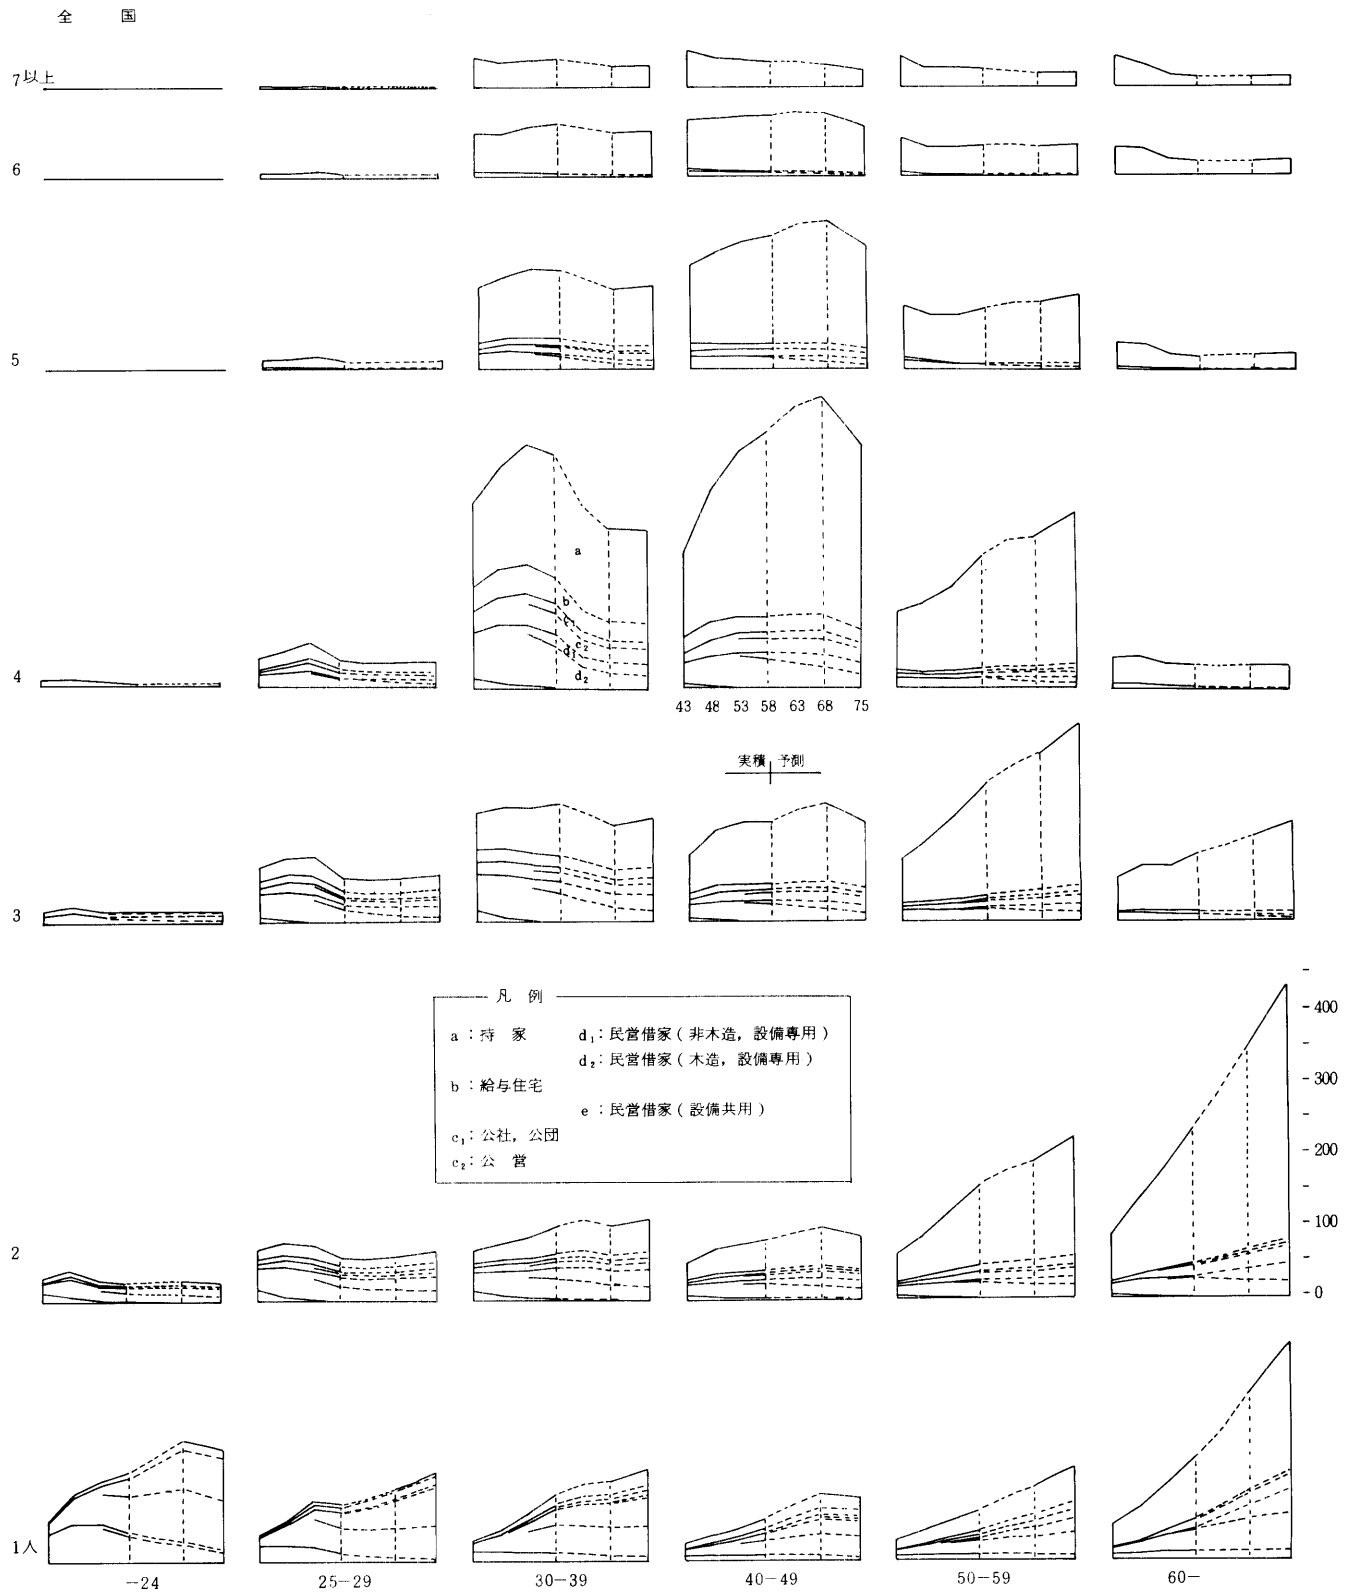 全 国
7以上
6
5
a
b
c₁
c₂
d₁
d₂
4
43 48 53 58 63 68 75
実積 予測
3
凡 例
a：持 家
d₁：民営借家（非木造，設備専用）
d₂：民営借家（木造，設備専用）
b：給与住宅
e：民営借家（設備共用）
c₁：公社，公団
c₂：公 営
400
300
200
100
0
2
1人
−24 25−29 30−39 40−49 50−59 60−